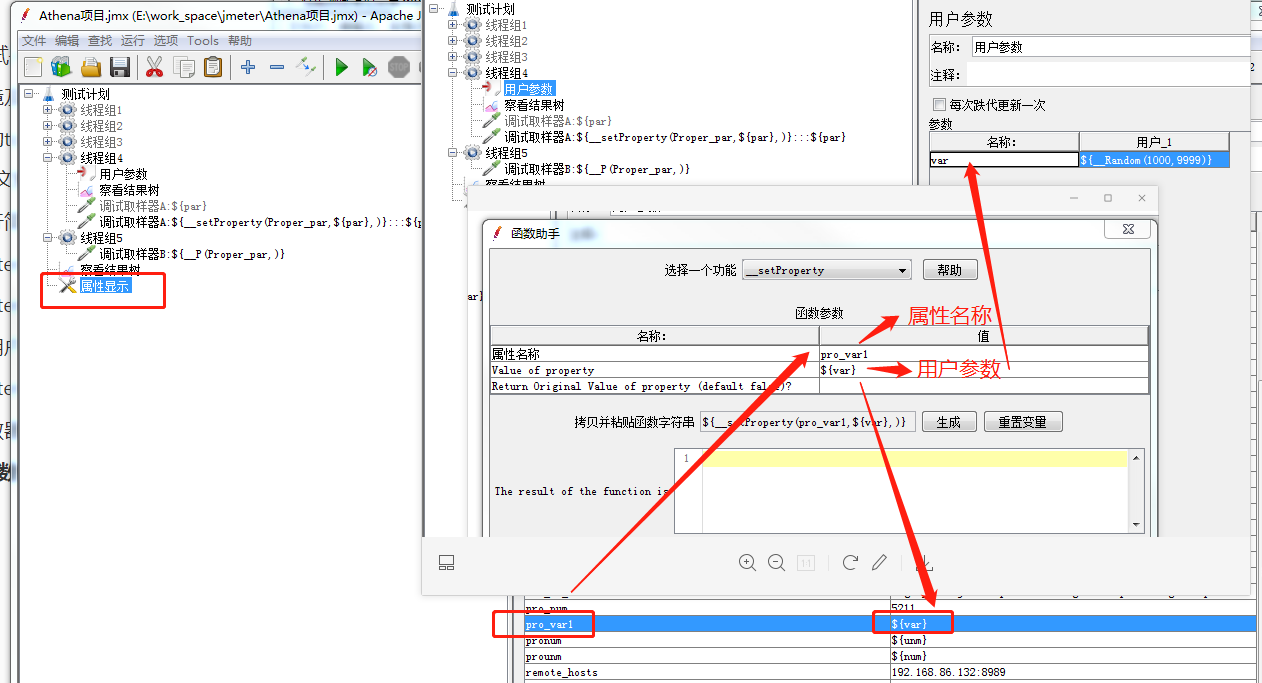 Athena项目.jmx (E:\work_space\jmeter\Athena项目.jmx) - Apache J
文件 编辑 查找 运行 选项 Tools 帮助
测试计划
线程组1
线程组2
线程组3
线程组4
用户参数
察看结果树
调试取样器A:${par}
调试取样器A:${__setProperty(Proper_par,${par},)}:::${p
线程组5
调试取样器B:${__P(Proper_par,)}
察看结果树
属性显示
测试计划
线程组1
线程组2
线程组3
线程组4
用户参数
察看结果树
调试取样器A:${par}
调试取样器A:${__setProperty(Proper_par,${par},)}:::${par}
线程组5
调试取样器B:${__P(Proper_par,)}
察看结果树
用户参数
名称: 用户参数
注释:
每次跌代更新一次
参数
名称: 用户_1
var ${__Random(1000,9999)}
函数助手
选择一个功能 __setProperty 帮助
ar}
函数参数
属性名称
名称: 值
属性名称 pro_var1
Value of property ${var}
用户参数
Return Original Value of property (default false)?
拷贝并粘贴函数字符串 ${__setProperty(pro_var1,${var},)} 生成 重置变量
1
The result of the function is
pro_num 5211
pro_var1 ${var}
pronum ${unm}
prounm ${num}
remote_hosts 192.168.86.132:8989